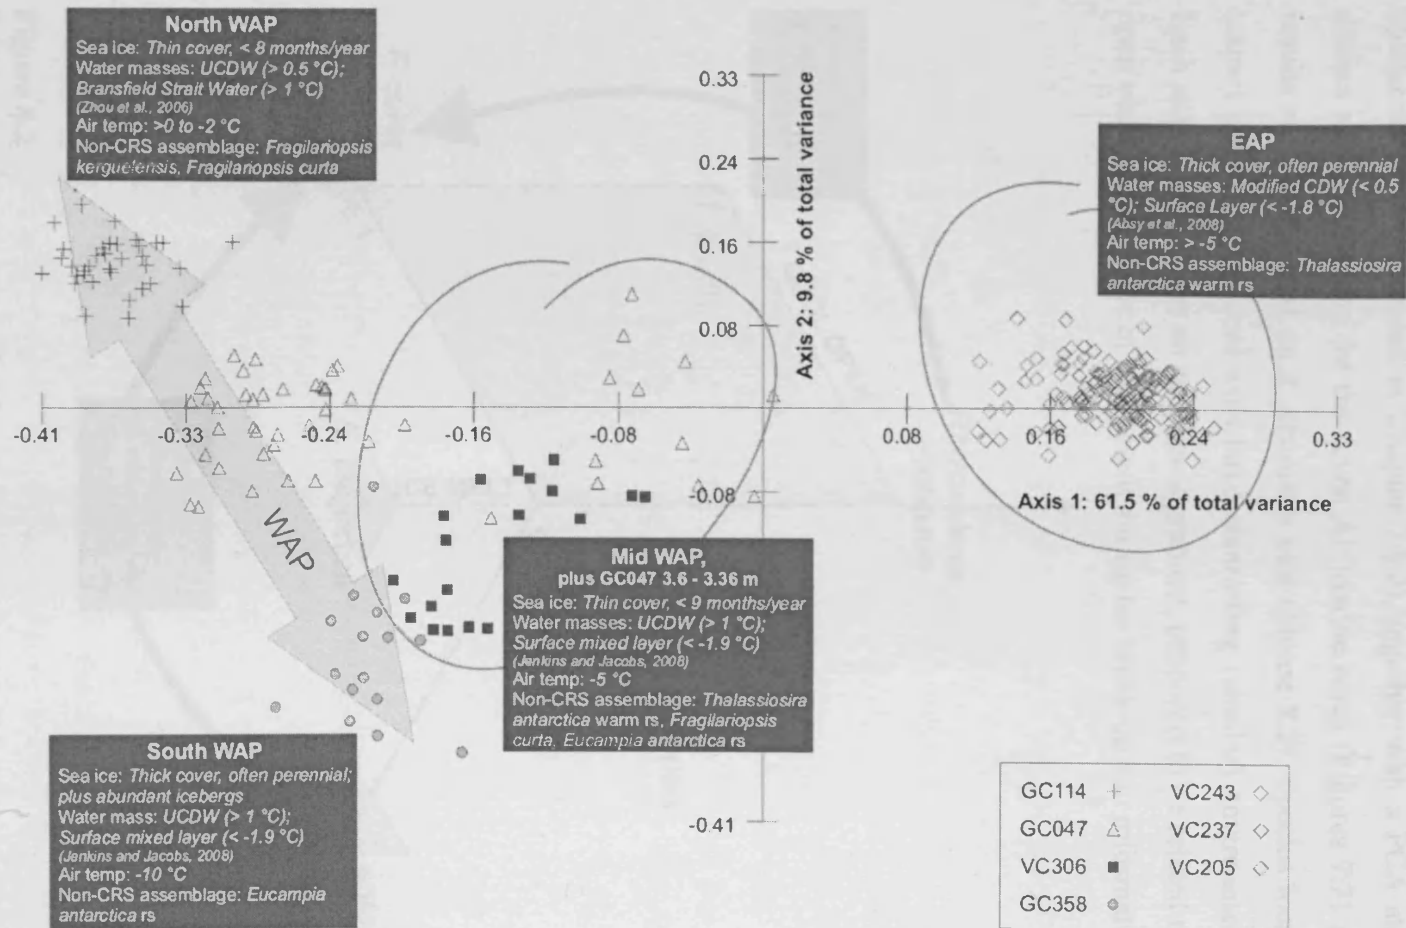 North WAP
Sea ice: Thin cover, < 8 months/year
Water masses: UCDW (> 0.5 °C);
Bransfield Strait Water (> 1 °C)
(Zhou et al., 2006)
Air temp: >0 to -2 °C
Non-CRS assemblage: Fragilariopsis
kerguelensis, Fragilariopsis curta
EAP
Sea ice: Thick cover, often perennial
Water masses: Modified CDW (< 0.5
°C); Surface Layer (< -1.8 °C)
(Absy et al., 2008)
Air temp: > -5 °C
Non-CRS assemblage: Thalassiosira
antarctica warm rs
Axis 2: 9.8 % of total variance
0.33
0.24
0.16
0.08
-0.08
-0.41
-0.41
-0.33
-0.24
-0.16
-0.08
0.08
0.16
0.24
0.33
Axis 1: 61.5 % of total variance
WAP
Mid WAP,
plus GC047 3.6 - 3.36 m
Sea ice: Thin cover, < 9 months/year
Water masses: UCDW (> 1 °C);
Surface mixed layer (< -1.9 °C)
(Jenkins and Jacobs, 2008)
Air temp: -5 °C
Non-CRS assemblage: Thalassiosira
antarctica warm rs, Fragilariopsis
curta, Eucampia antarctica rs
South WAP
Sea ice: Thick cover, often perennial;
plus abundant icebergs
Water mass: UCDW (> 1 °C);
Surface mixed layer (< -1.9 °C)
(Jenkins and Jacobs, 2008)
Air temp: -10 °C
Non-CRS assemblage: Eucampia
antarctica rs
GC114
GC047
VC306
GC358
VC243
VC237
VC205